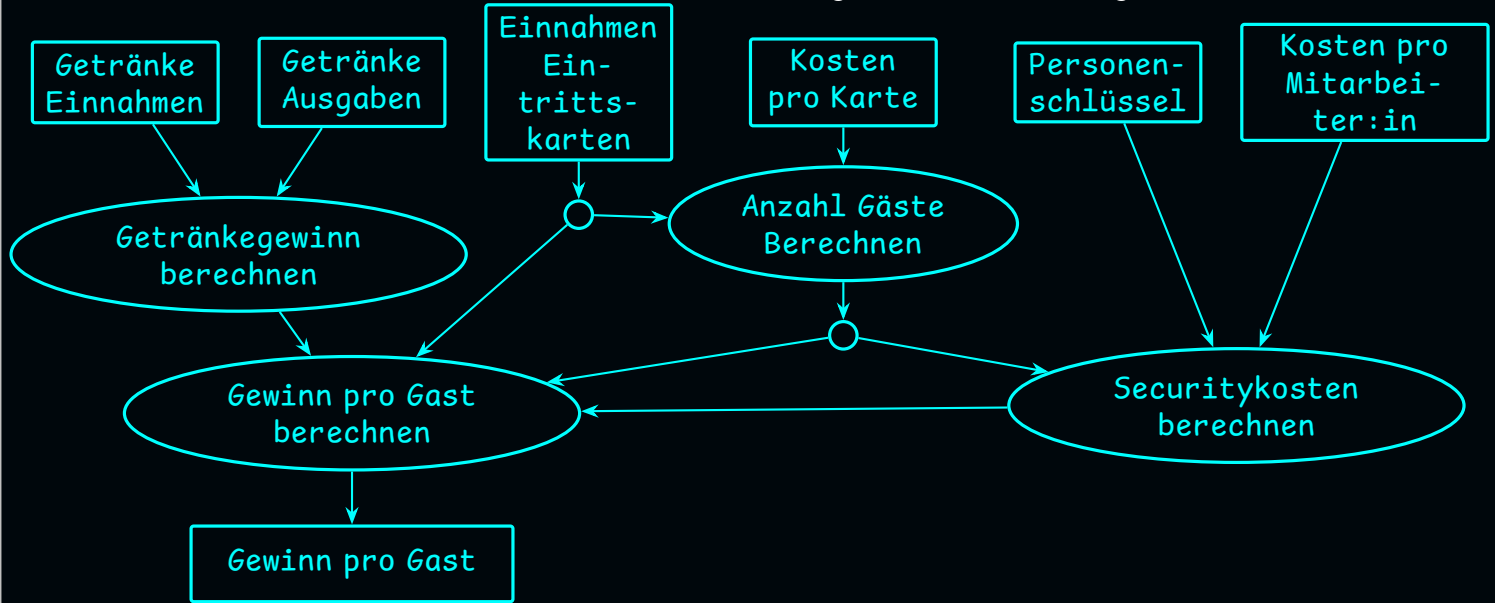 Getränke
Einnahmen
Getränke
Ausgaben
Einnahmen
Ein-
tritts-
karten
Kosten
pro Karte
Personen-
schlüssel
Kosten pro
Mitarbei-
ter:in
Getränkegewinn
berechnen
Anzahl Gäste
Berechnen
Gewinn pro Gast
berechnen
Securitykosten
berechnen
Gewinn pro Gast